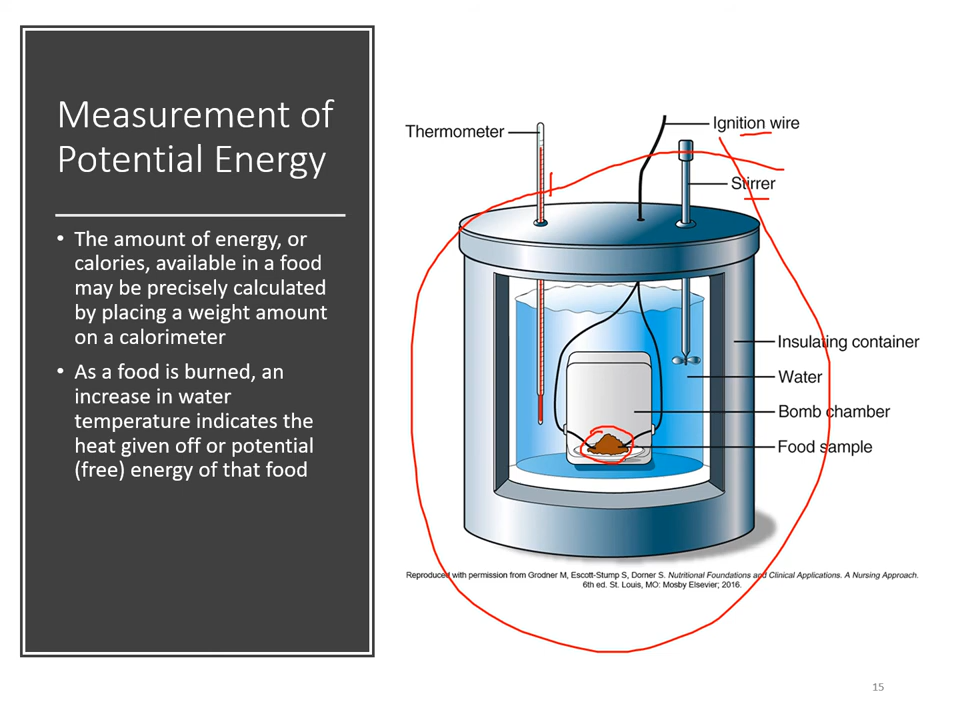 Measurement of
Potential Energy
• The amount of energy, or
calories, available in a food
may be precisely calculated
by placing a weight amount
on a calorimeter
• As a food is burned, an
increase in water
temperature indicates the
heat given off or potential
(free) energy of that food
Thermometer
Ignition wire
Stirrer
Insulating container
Water
Bomb chamber
Food sample
Reproduced with permission from Grodner M, Escott-Stump S, Dorner S. Nutritional Foundations and Clinical Applications. A Nursing Approach.
6th ed. St. Louis, MO: Mosby Elsevier; 2016.
15